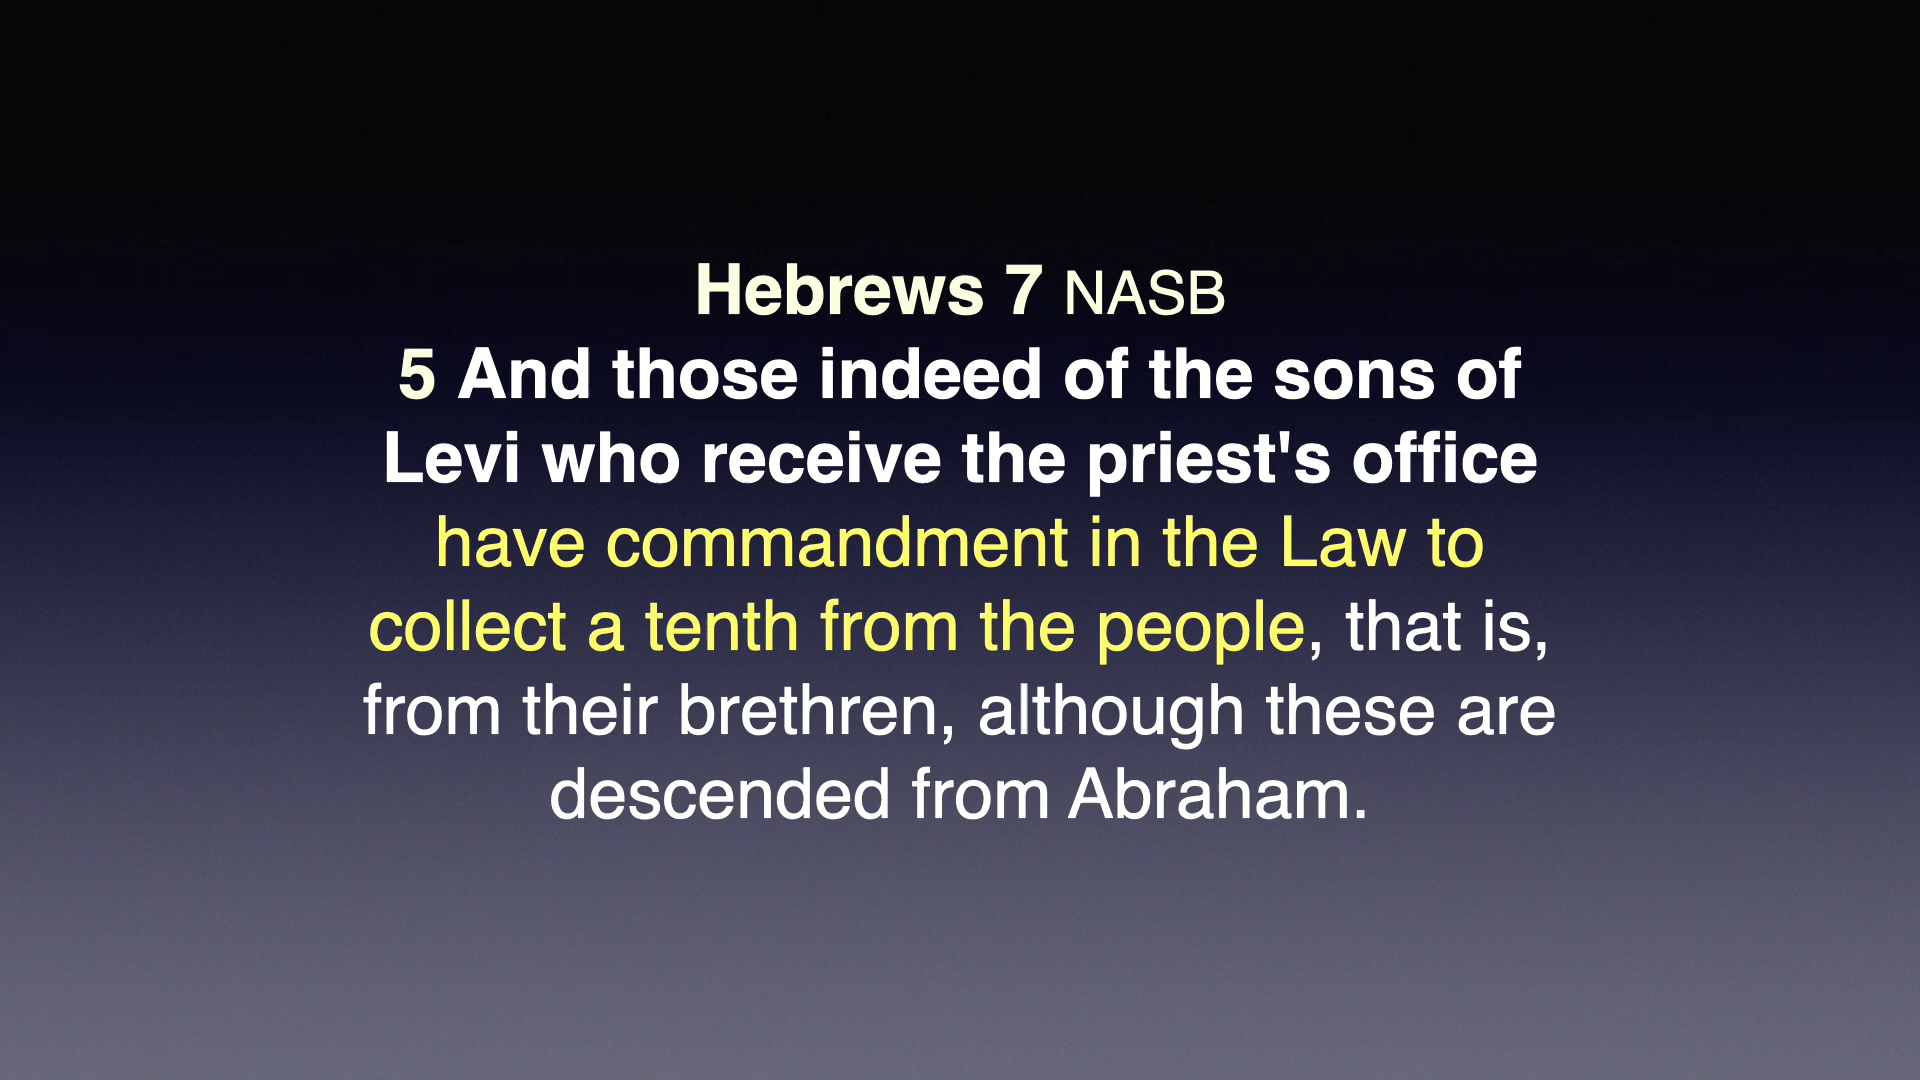 Hebrews 7 NASB
5 And those indeed of the sons of
Levi who receive the priest's office
have commandment in the Law to
collect a tenth from the people, that is,
from their brethren, although these are
descended from Abraham.